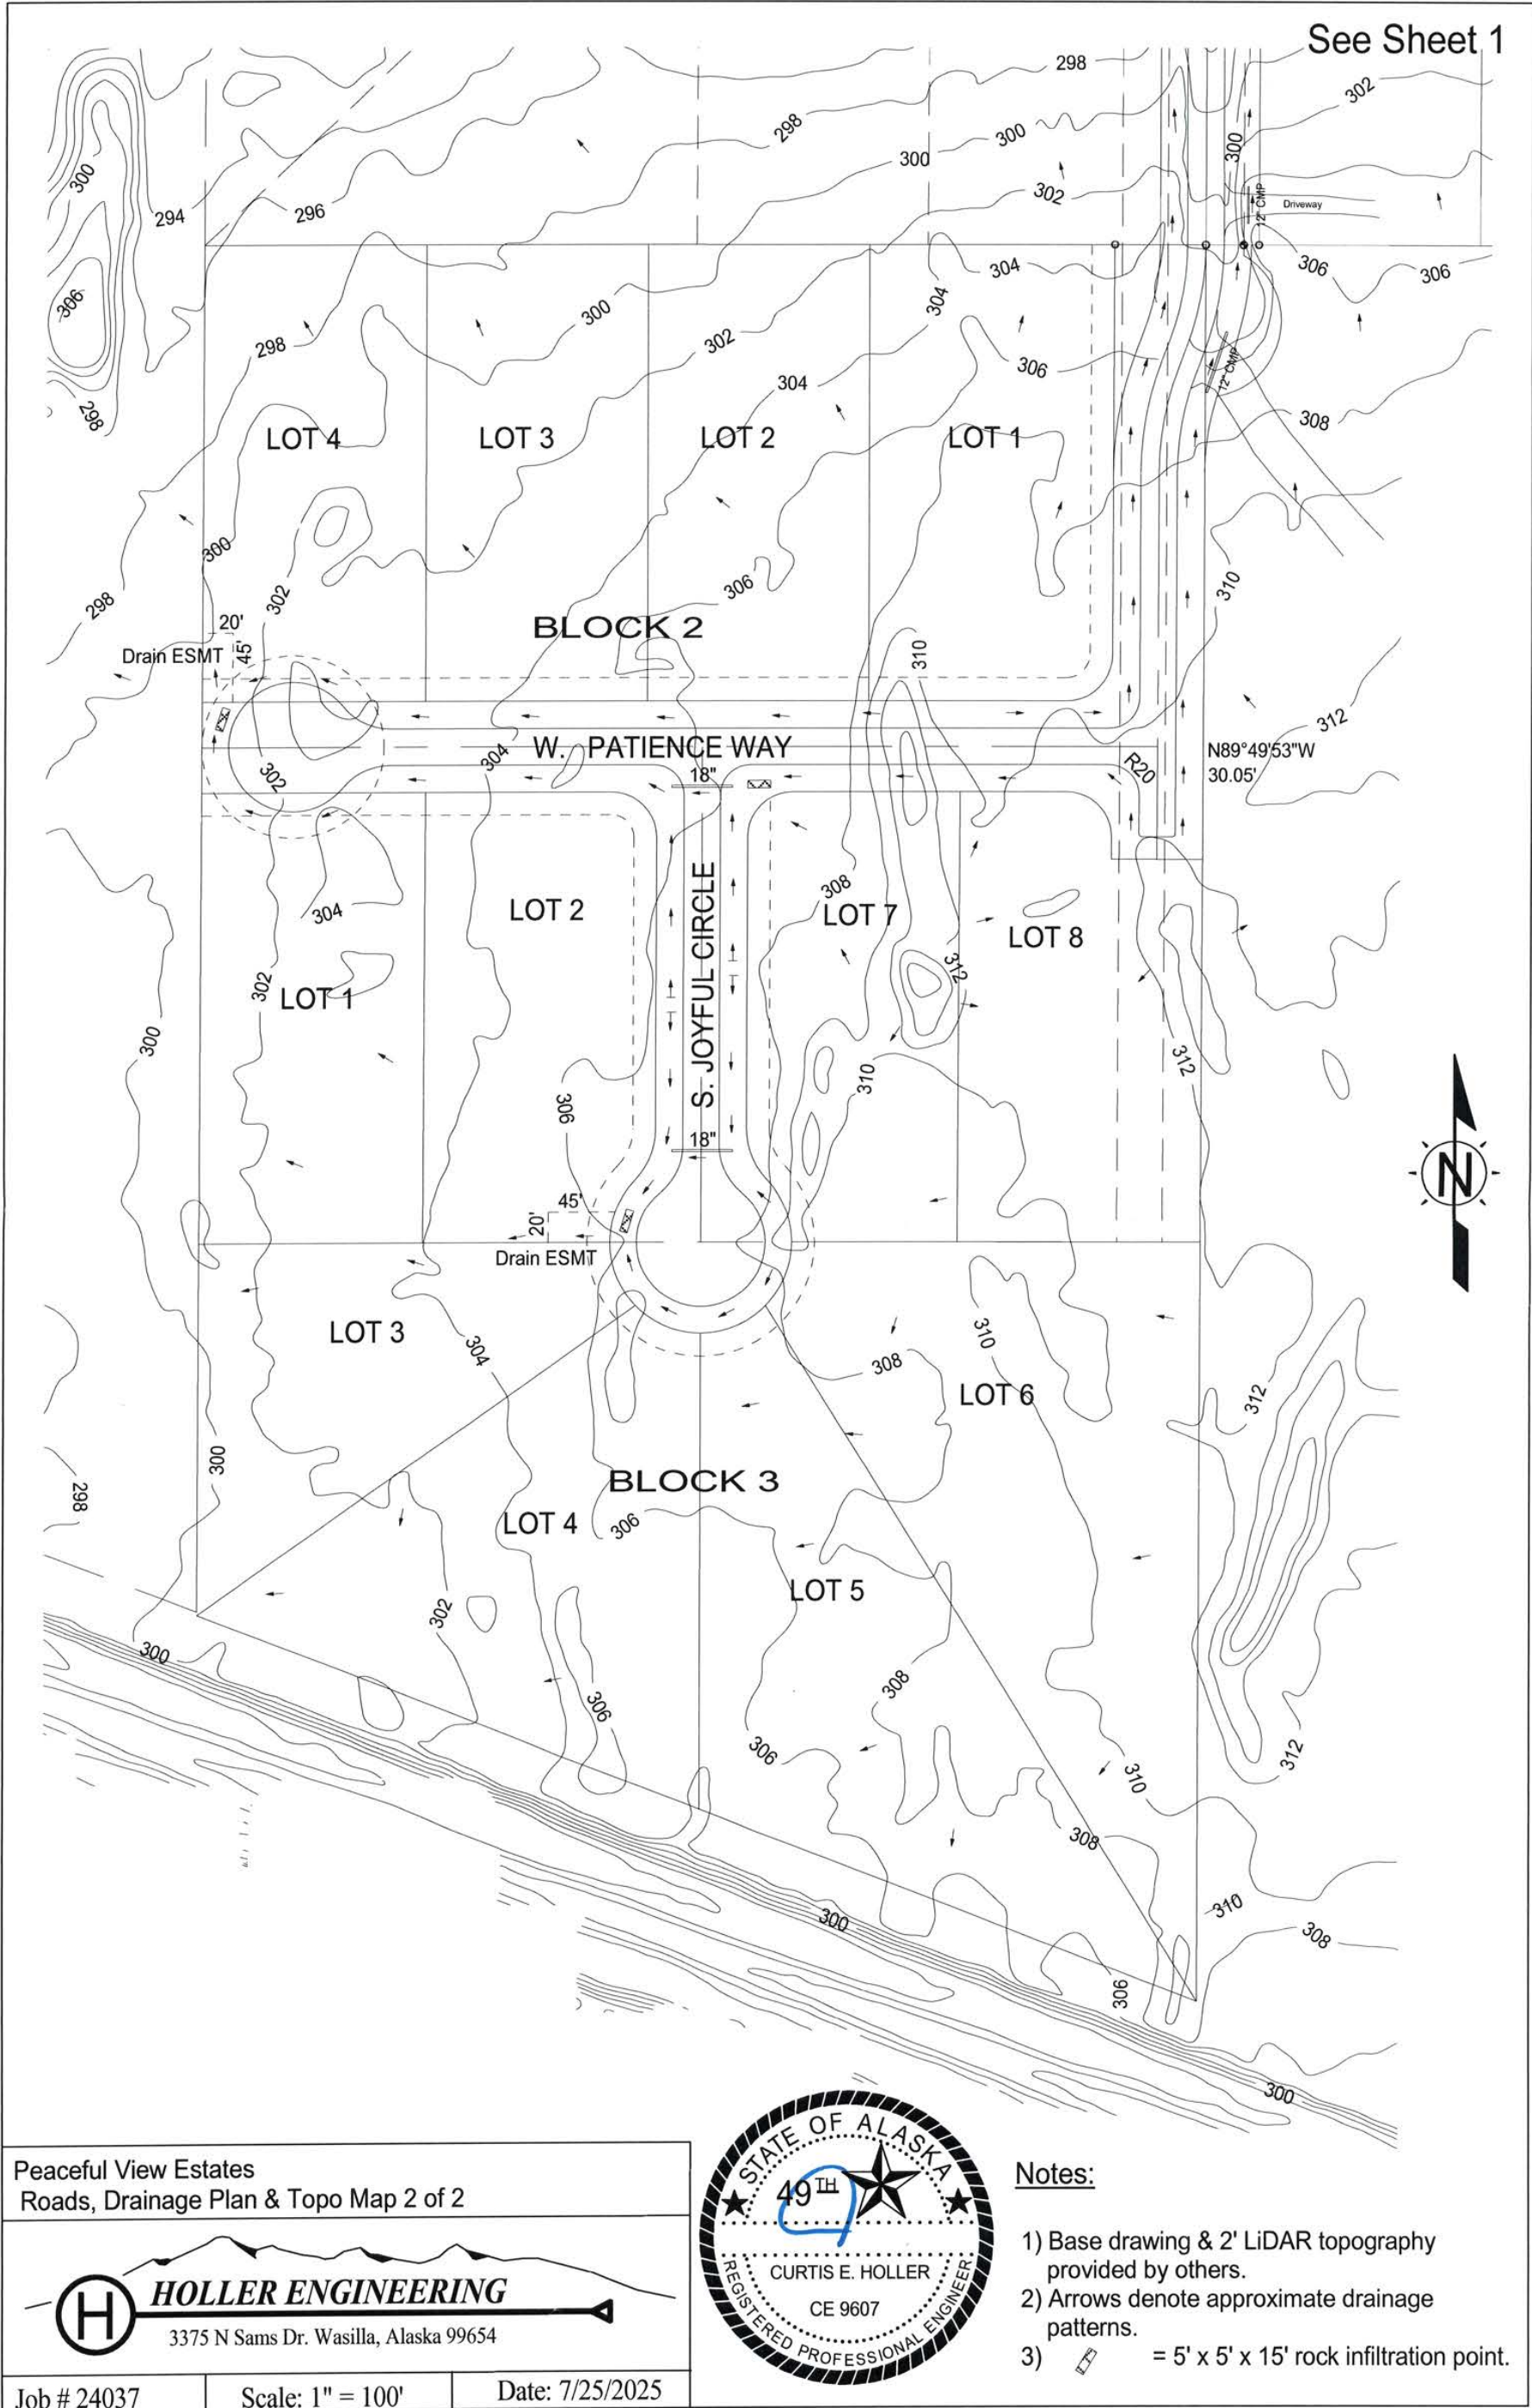 See Sheet 1
298
302
298
300
300
300
302
300
294
296
12" CMP
Driveway
306
304
306
306
304
300
298
302
306
12" CMP
304
298
308
LOT 4
LOT 3
LOT 2
LOT 1
300
302
306
310
298
20'
45'
BLOCK 2
Drain ESMT
310
312
W. PATIENCE WAY
304
302
18"
R20
N89°49'53"W
30.05'
308
304
LOT 2
LOT 7
LOT 8
S. JOYFUL CIRCLE
312
302
LOT 1
300
312
310
306
18"
45'
20'
Drain ESMT
LOT 3
304
310
308
312
LOT 6
300
298
BLOCK 3
LOT 4
306
LOT 5
302
300
308
306
306
312
310
308
300
310
308
306
300
Peaceful View Estates
Roads, Drainage Plan & Topo Map 2 of 2
H
HOLLER ENGINEERING
3375 N Sams Dr. Wasilla, Alaska 99654
Job # 24037
Scale: 1" = 100'
Date: 7/25/2025
STATE OF ALASKA
49TH
CURTIS E. HOLLER
CE 9607
REGISTERED PROFESSIONAL ENGINEER
N
Notes:
1) Base drawing & 2' LiDAR topography
provided by others.
2) Arrows denote approximate drainage
patterns.
3) = 5' x 5' x 15' rock infiltration point.